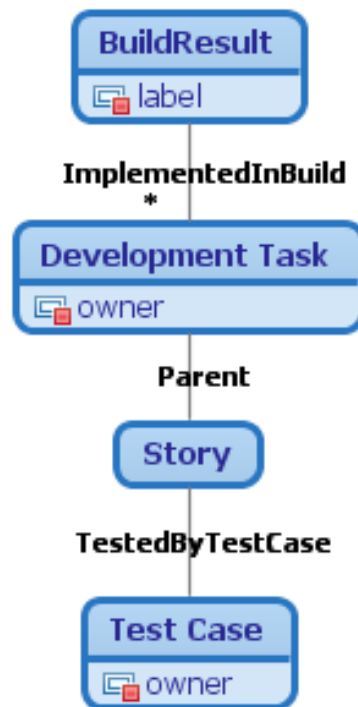 BuildResult
label
ImplementedInBuild
*
Development Task
owner
Parent
Story
TestedByTestCase
Test Case
owner